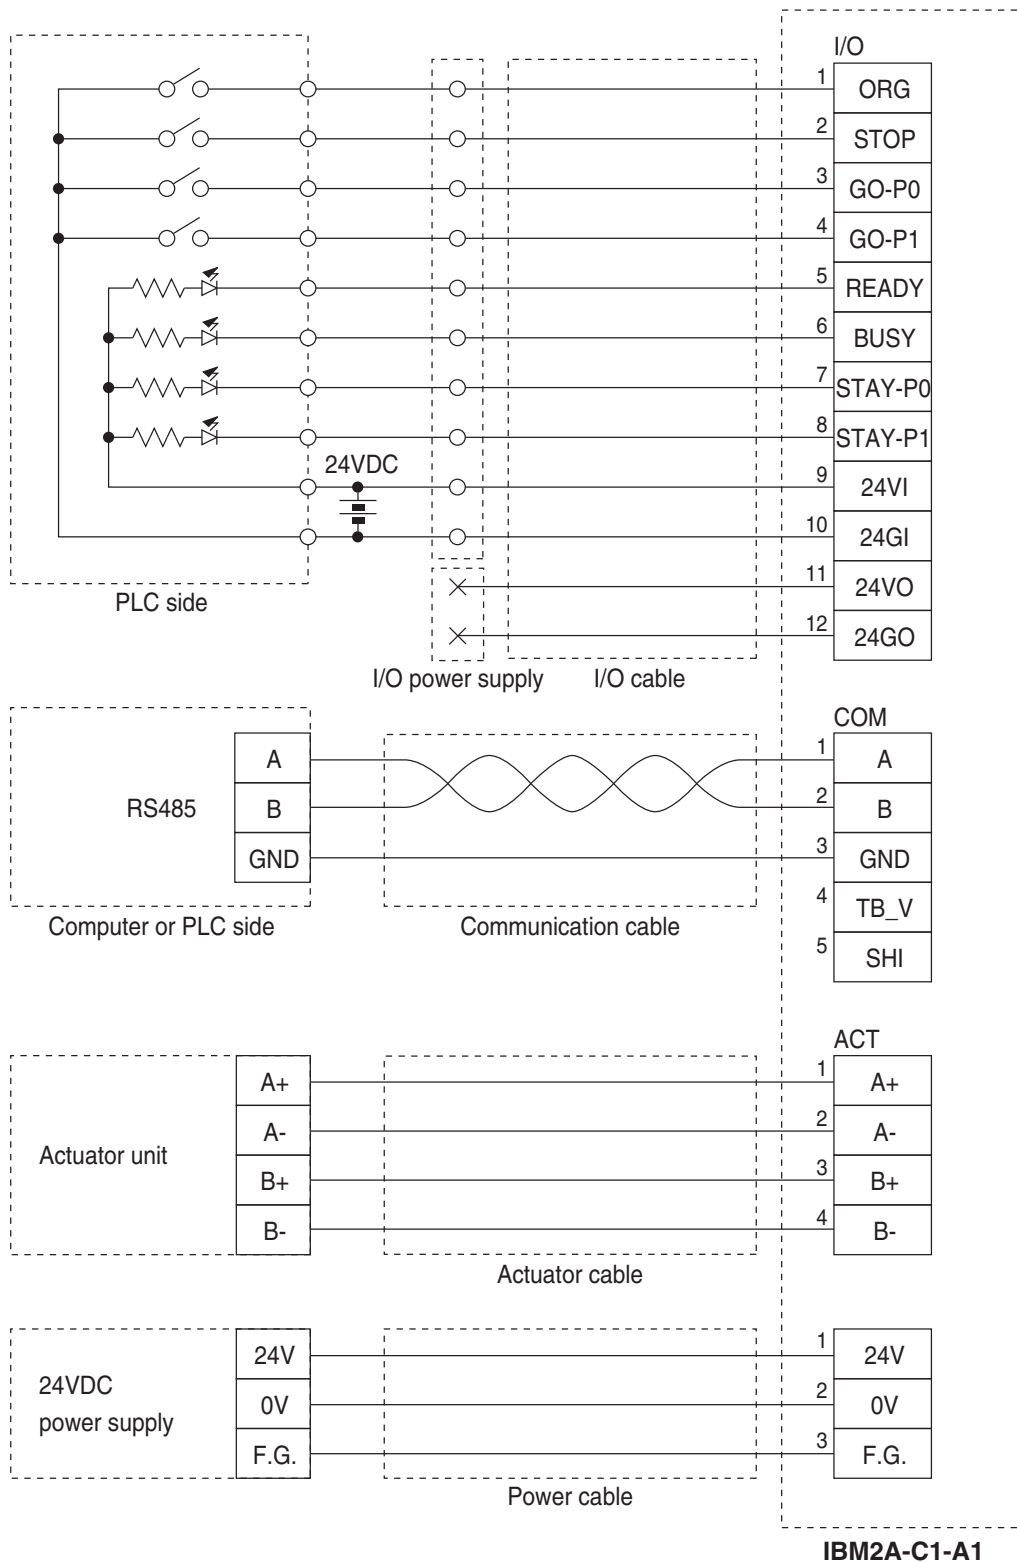 I/O
1 ORG
2 STOP
3 GO-P0
4 GO-P1
5 READY
6 BUSY
7 STAY-P0
8 STAY-P1
24VDC
9 24VI
10 24GI
11 24VO
12 24GO
PLC side
I/O power supply I/O cable
COM
A 1 A
RS485 B 2 B
GND 3 GND
4 TB_V
5 SHI
Computer or PLC side Communication cable
ACT
A+ 1 A+
A- 2 A-
Actuator unit
B+ 3 B+
B- 4 B-
Actuator cable
24V 1 24V
24VDC
power supply
0V 2 0V
F.G. 3 F.G.
Power cable
IBM2A-C1-A1